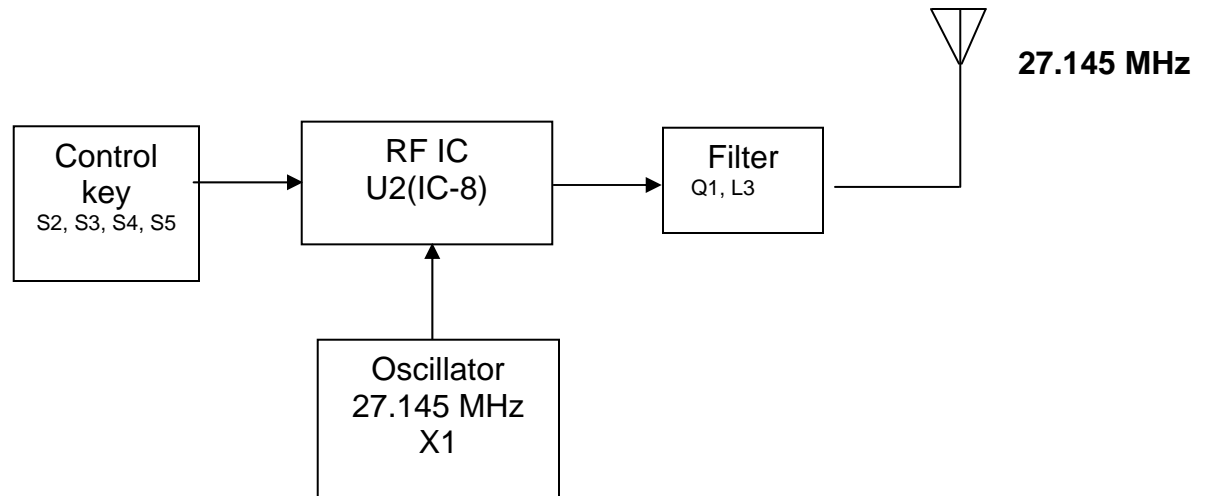 27.145 MHz
Control
key
S2, S3, S4, S5
RF IC
U2(IC-8)
Filter
Q1, L3
Oscillator
27.145 MHz
X1